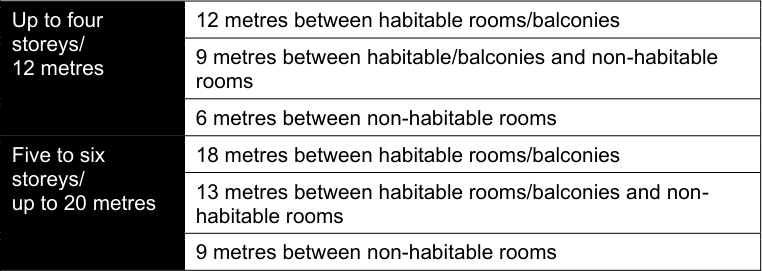 Up to four
storeys/
12 metres
12 metres between habitable rooms/balconies
9 metres between habitable/balconies and non-habitable
rooms
6 metres between non-habitable rooms
Five to six
storeys/
up to 20 metres
18 metres between habitable rooms/balconies
13 metres between habitable rooms/balconies and non-
habitable rooms
9 metres between non-habitable rooms